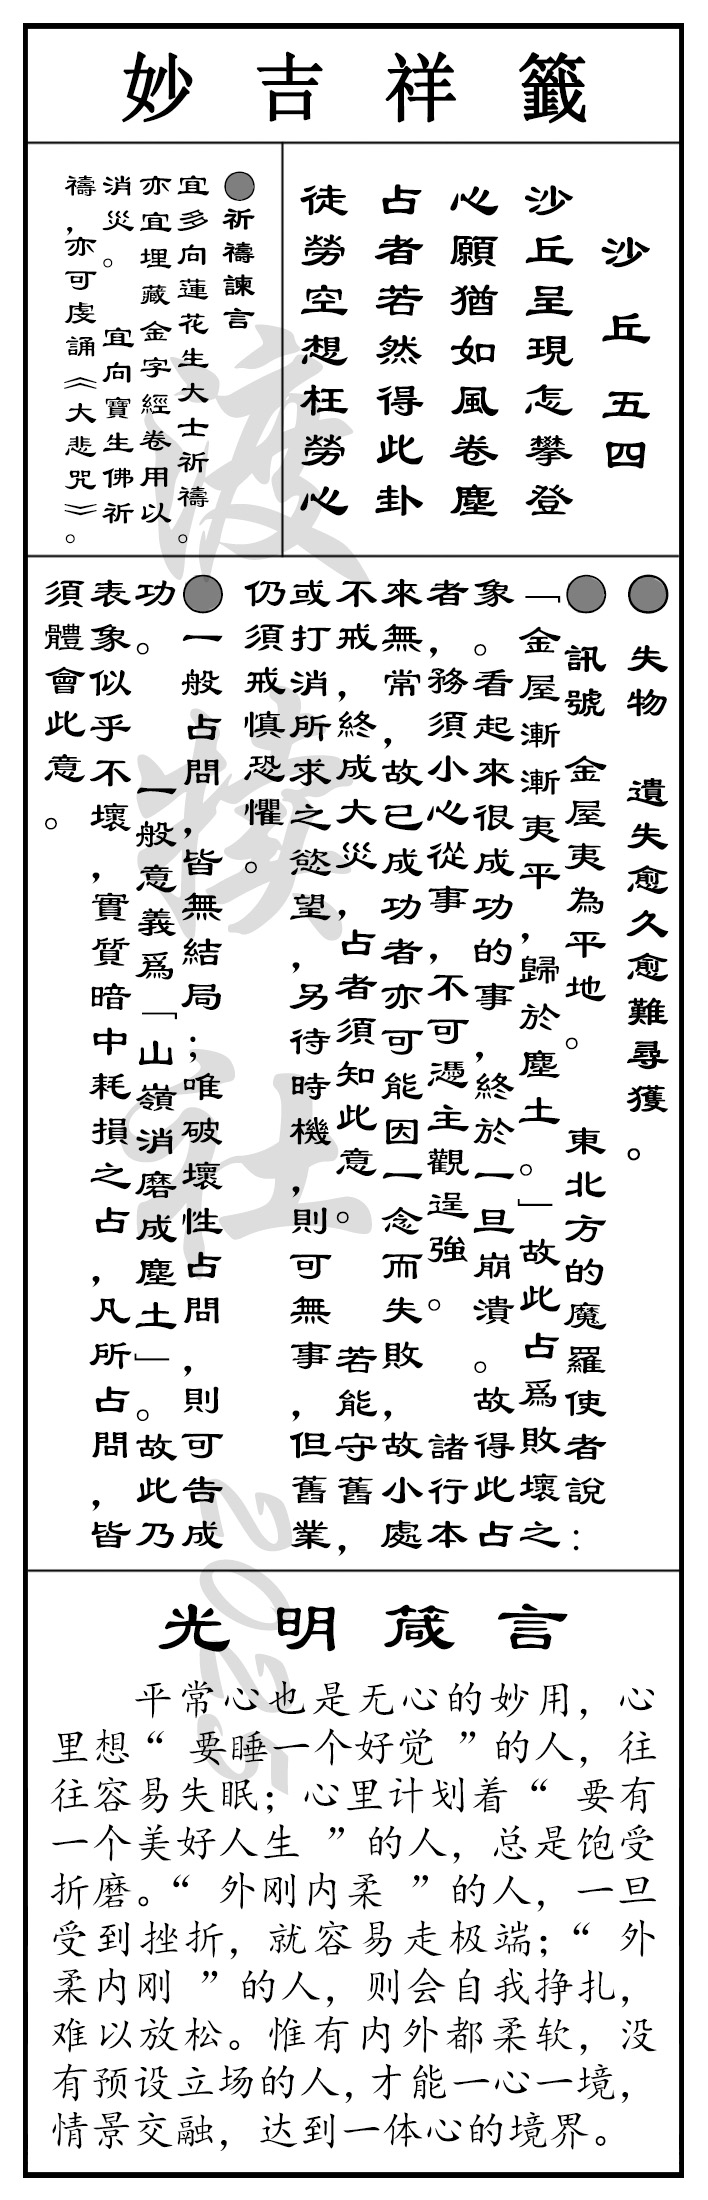 妙吉祥籤
沙丘 五四
沙丘呈現怎攀登
心願猶如風卷塵
占者若然得此卦
徒勞空想枉勞心
●祈禱諫言
宜多向蓮花生大士祈禱。
亦宜埋藏金字經卷用以
消災。 宜向寶生佛祈
禱，亦可虔誦《大悲咒》。
● 失物 遺失愈久愈難尋獲。
● 訊號 金屋夷為平地。 東北方的魔羅使者說：
「金屋漸漸夷平，歸於塵土。」故此占爲敗壞之
象。看起來很成功的事，終於一旦崩潰。故得此占
者，務須小心從事，不可憑主觀逞強。 諸行本
來無常，故已成功者亦可能因一念而失敗，故小處
不戒，終成大災，占者須知此意。 若能守舊，
或打消所求之慾望，另待時機，則可無事，但舊業
仍須戒慎恐懼。
●一般占問，皆無結局；唯破壞性占問，則可告成
功。 一般意義爲「山嶺消磨成塵土」。故此乃
表象似乎不壞，實質暗中耗損之占，凡所占問，皆
須體會此意。
光明箴言
平常心也是无心的妙用，心
里想“ 要睡一个好觉 ”的人，往
往容易失眠；心里计划着“ 要有
一个美好人生 ”的人，总是饱受
折磨。“ 外刚内柔 ”的人，一旦
受到挫折，就容易走极端；“ 外
柔内刚 ”的人，则会自我挣扎，
难以放松。惟有内外都柔软，没
有预设立场的人，才能一心一境，
情景交融，达到一体心的境界。
渡犢社 2025